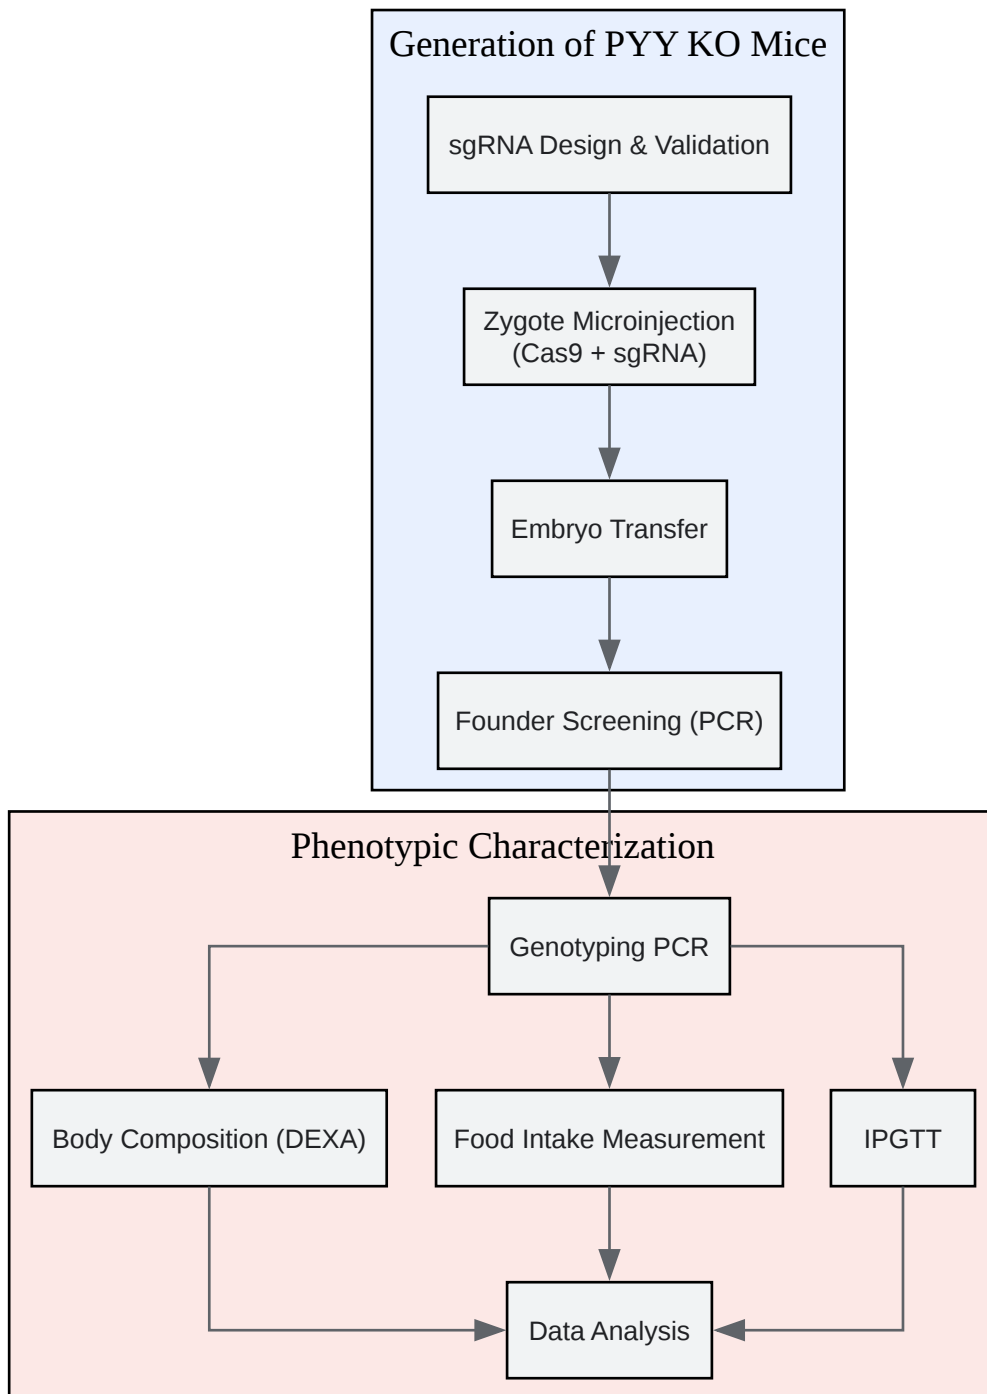 Generation of PYY KO Mice
sgRNA Design & Validation
Zygote Microinjection
(Cas9 + sgRNA)
Embryo Transfer
Founder Screening (PCR)
Phenotypic Characterization
Genotyping PCR
Body Composition (DEXA)
Food Intake Measurement
IPGTT
Data Analysis